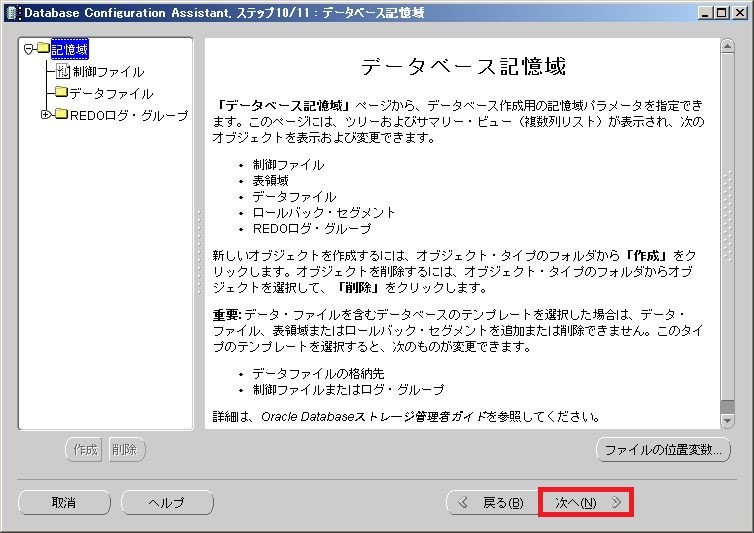 Database Configuration Assistant, ステップ10/11 : データベース記憶域
記憶域
制御ファイル
データファイル
REDOログ・グループ
データベース記憶域
「データベース記憶域」ページから、データベース作成用の記憶域パラメータを指定でき
ます。このページには、ツリーおよびサマリー・ビュー（複数列リスト）が表示され、次の
オブジェクトを表示および変更できます。
• 制御ファイル
• 表領域
• データファイル
• ロールバック・セグメント
• REDOログ・グループ
新しいオブジェクトを作成するには、オブジェクト・タイプのフォルダから「作成」をク
リックします。オブジェクトを削除するには、オブジェクト・タイプのフォルダからオブ
ジェクトを選択して、「削除」をクリックします。
重要: データ・ファイルを含むデータベースのテンプレートを選択した場合は、データ・
ファイル、表領域またはロールバック・セグメントを追加または削除できません。このタイ
プのテンプレートを選択すると、次のものが変更できます。
• データファイルの格納先
• 制御ファイルまたはログ・グループ
詳細は、Oracle Databaseストレージ管理者ガイドを参照してください。
作成
削除
ファイルの位置変数...
取消
ヘルプ
戻る(B)
次へ(N)